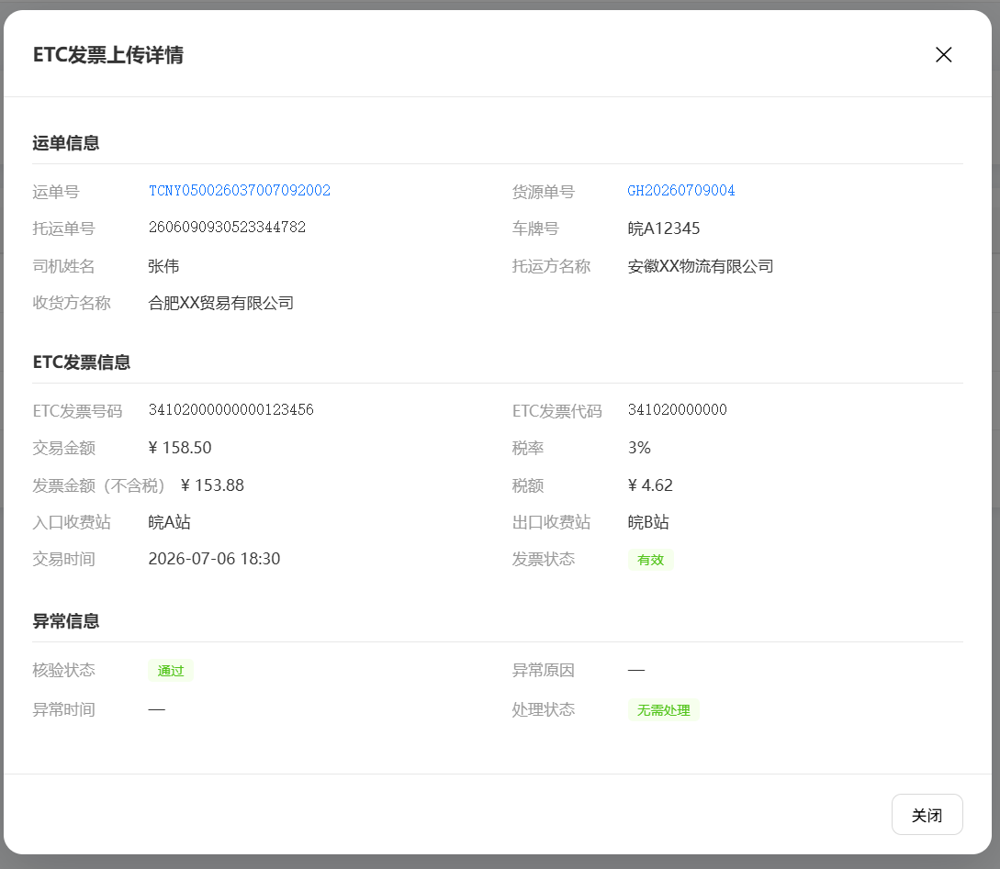 ETC发票上传详情
运单信息
运单号 TCNY050026037007092002 货源单号 GH20260709004
托运单号 2606090930523344782 车牌号 皖A12345
司机姓名 张伟 托运方名称 安徽XX物流有限公司
收货方名称 合肥XX贸易有限公司
ETC发票信息
ETC发票号码 34102000000000123456 ETC发票代码 341020000000
交易金额 ¥ 158.50 税率 3%
发票金额（不含税） ¥ 153.88 税额 ¥ 4.62
入口收费站 皖A站 出口收费站 皖B站
交易时间 2026-07-06 18:30 发票状态 有效
异常信息
核验状态 通过 异常原因 —
异常时间 — 处理状态 无需处理
关闭